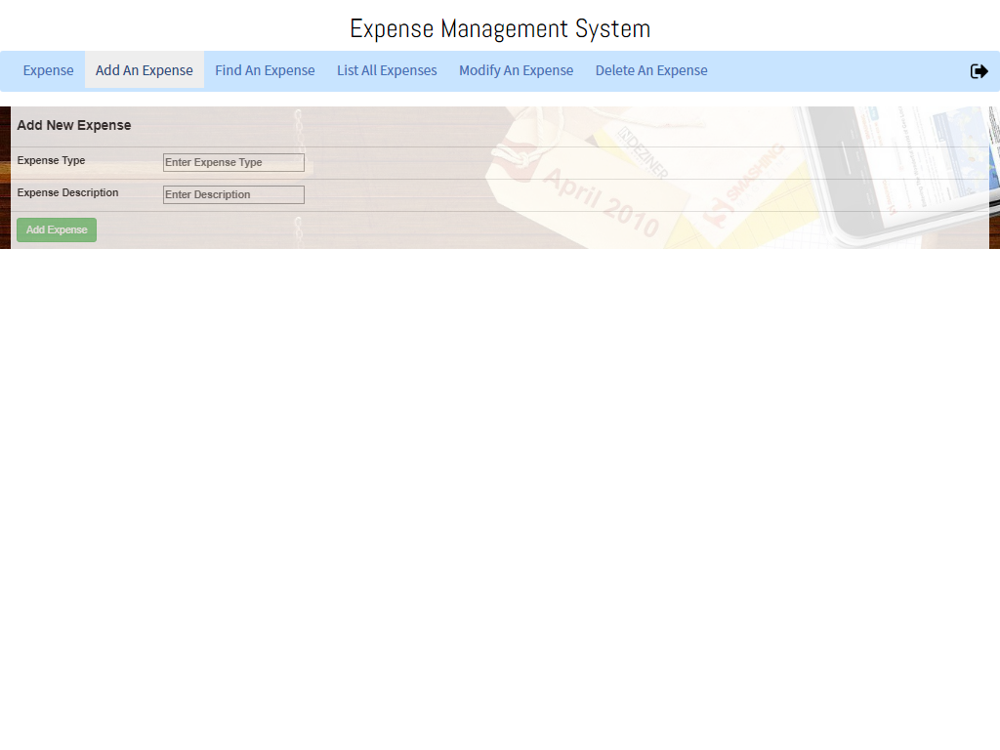 Expense Management System
Expense Add An Expense Find An Expense List All Expenses Modify An Expense Delete An Expense
Add New Expense
Expense Type Enter Expense Type
Expense Description Enter Description
Add Expense
INDEZINER
SMASHING
April 2010